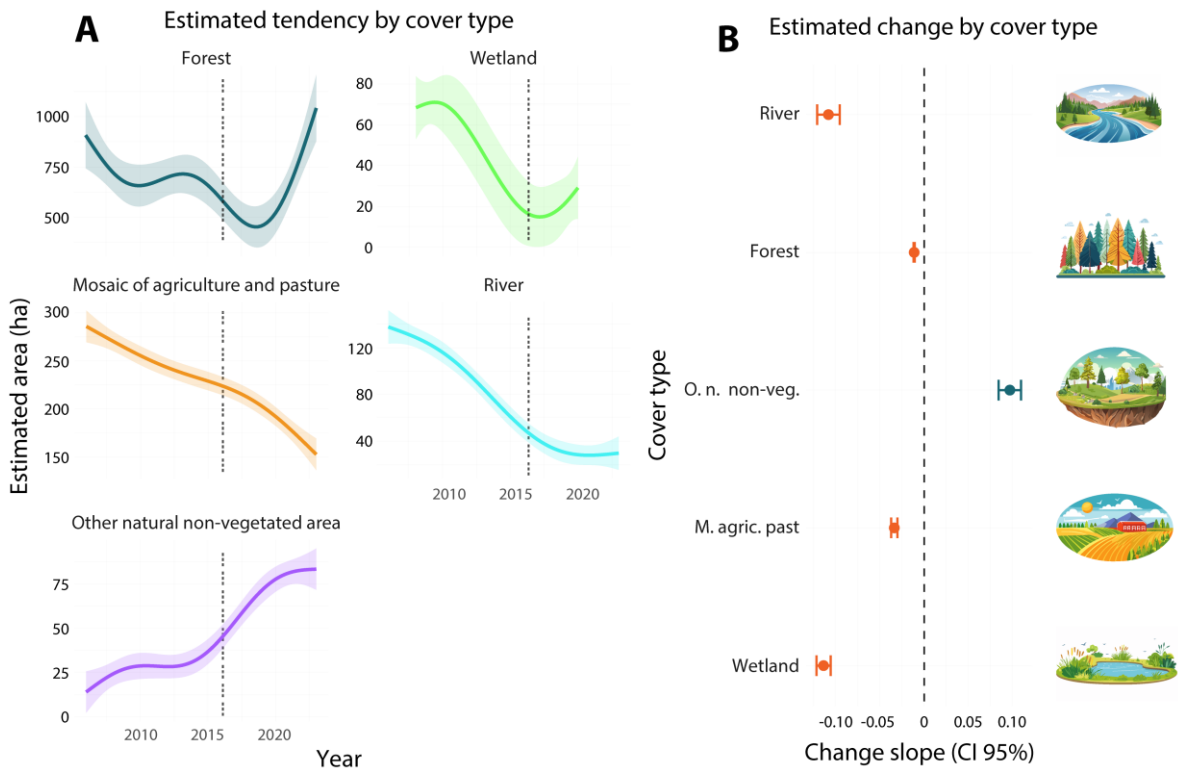 A
Estimated tendency by cover type
Forest
1000
750
500
Wetland
80
60
40
20
0
Mosaic of agriculture and pasture
300
250
200
150
River
120
80
40
2010 2015 2020
Other natural non-vegetated area
75
50
25
0
2010 2015 2020
Estimated area (ha)
Year
B
Estimated change by cover type
River
Forest
O. n. non-veg.
M. agric. past
Wetland
Cover type
-0.10 -0.05 0 0.05 0.10
Change slope (CI 95%)